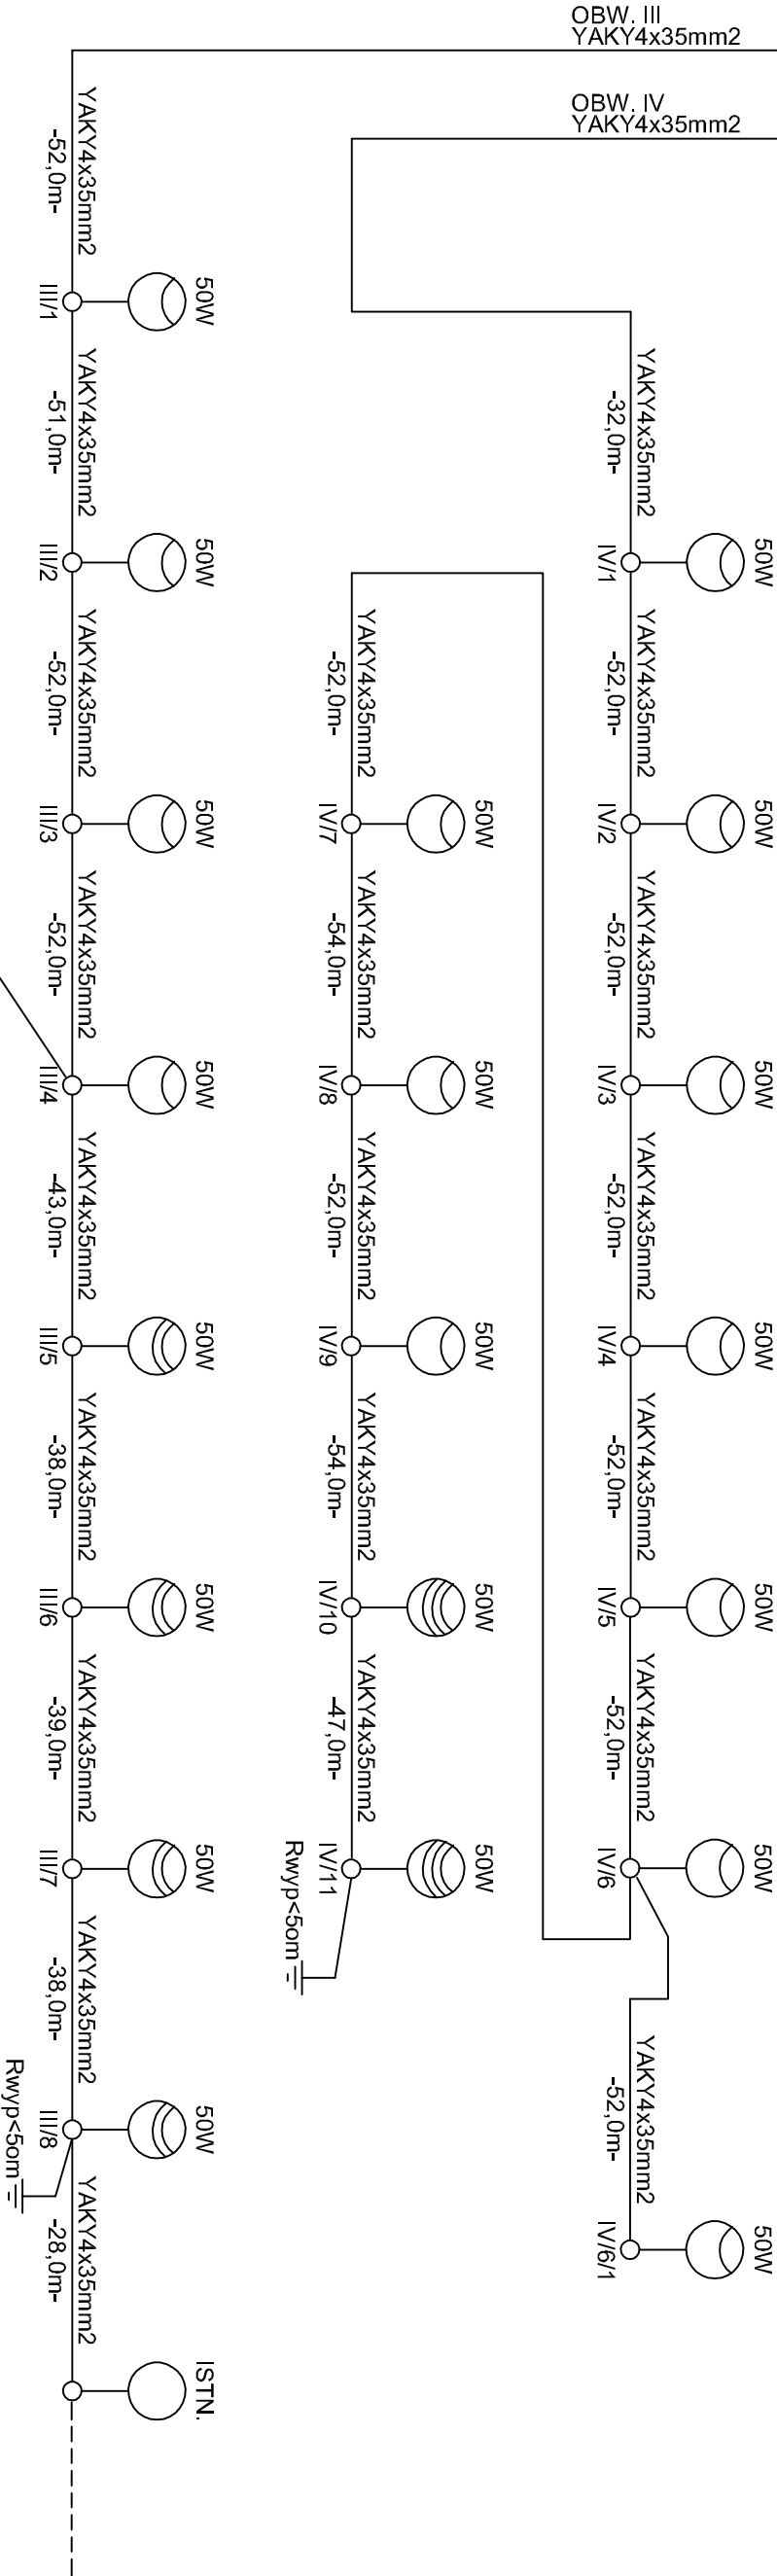 OBW. III
YAKY4x35mm2
OBW. IV
YAKY4x35mm2
YAKY4x35mm2
-32,0m-
IV/1
50W
YAKY4x35mm2
-52,0m-
IV/2
50W
YAKY4x35mm2
-52,0m-
IV/3
50W
YAKY4x35mm2
-52,0m-
IV/4
50W
YAKY4x35mm2
-52,0m-
IV/5
50W
YAKY4x35mm2
-52,0m-
IV/6
50W
YAKY4x35mm2
-52,0m-
IV/6/1
50W
YAKY4x35mm2
-52,0m-
IV/7
50W
YAKY4x35mm2
-54,0m-
IV/8
50W
YAKY4x35mm2
-52,0m-
IV/9
50W
YAKY4x35mm2
-54,0m-
IV/10
50W
YAKY4x35mm2
-47,0m-
IV/11
50W
Rwyp<5om
YAKY4x35mm2
-52,0m-
III/1
50W
YAKY4x35mm2
-51,0m-
III/2
50W
YAKY4x35mm2
-52,0m-
III/3
50W
YAKY4x35mm2
-52,0m-
III/4
50W
YAKY4x35mm2
-43,0m-
III/5
50W
YAKY4x35mm2
-38,0m-
III/6
50W
YAKY4x35mm2
-39,0m-
III/7
50W
YAKY4x35mm2
-38,0m-
III/8
50W
Rwyp<5om
YAKY4x35mm2
-28,0m-
ISTN.